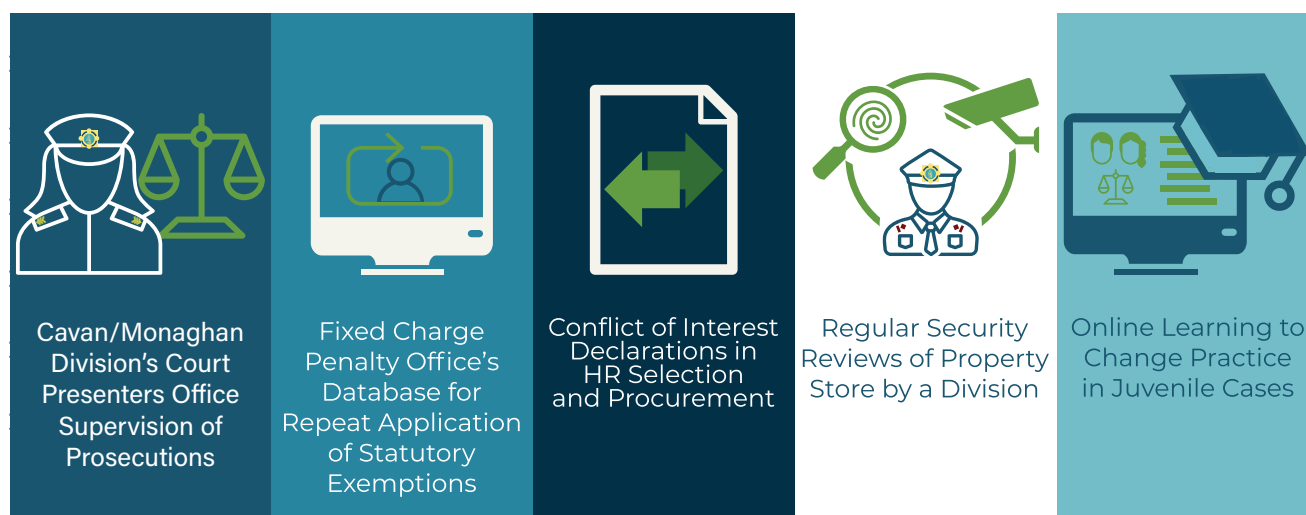 Cavan/Monaghan
Division's Court
Presenters Office
Supervision of
Prosecutions
Fixed Charge
Penalty Office's
Database for
Repeat Application
of Statutory
Exemptions
Conflict of Interest
Declarations in
HR Selection
and Procurement
Regular Security
Reviews of Property
Store by a Division
Online Learning to
Change Practice
in Juvenile Cases